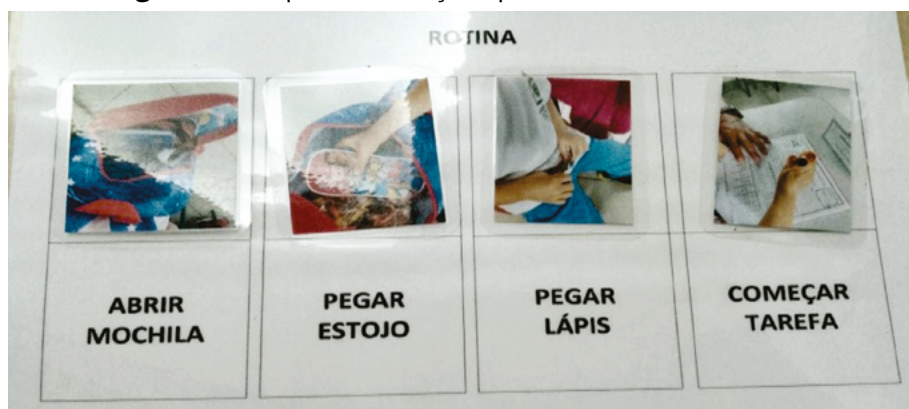 ROTINA
ABRIR
MOCHILA
PEGAR
ESTOJO
PEGAR
LÁPIS
COMEÇAR
TAREFA